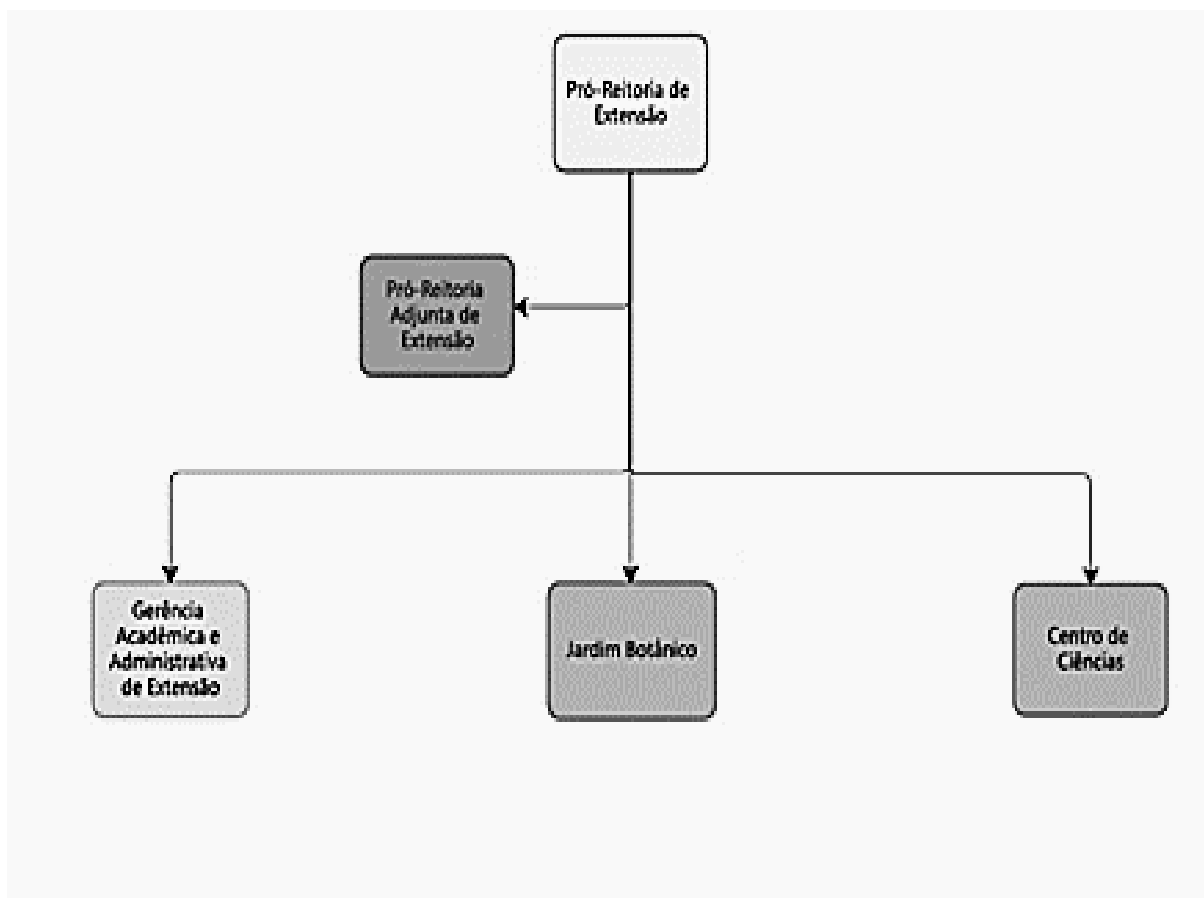 Pró-Reitoria de
Extensão
Pró-Reitoria
Adjunta de
Extensão
Gerência
Acadêmica e
Administrativa
de Extensão
Jardim Botânico
Centro de
Ciências